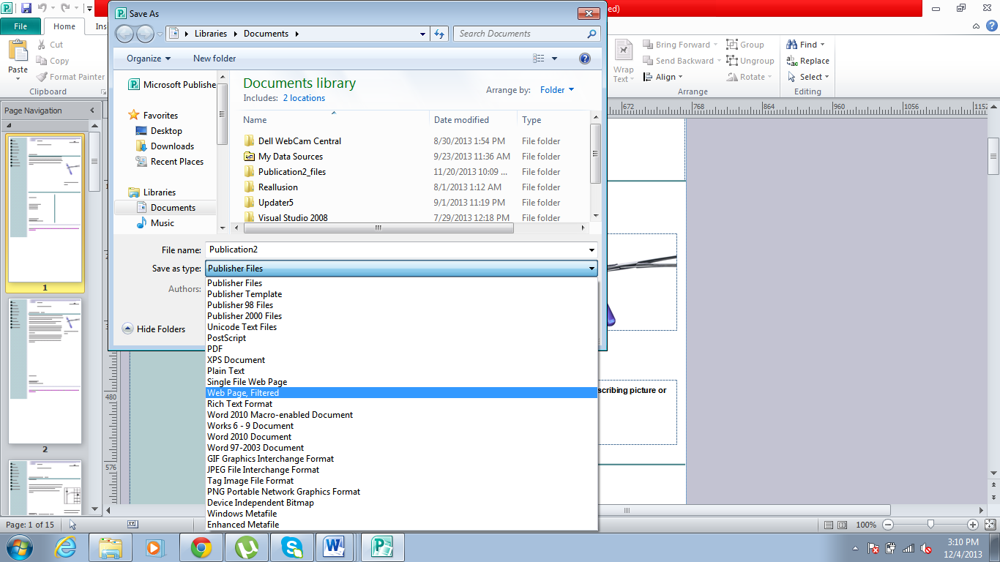 Save As
ed)
File
Home
Ins
Libraries
Documents
Search Documents
Paste
Cut
Copy
Format Painter
Clipboard
Organize
New folder
Wrap
Text
Bring Forward
Send Backward
Align
Group
Ungroup
Rotate
Arrange
Find
Replace
Select
Editing
Page Navigation
1
2
Microsoft Publishe
Favorites
Desktop
Downloads
Recent Places
Libraries
Documents
Music
Documents library
Includes: 2 locations
Arrange by: Folder
Name Date modified Type
Dell WebCam Central 8/30/2013 1:54 PM File folder
My Data Sources 9/23/2013 11:36 AM File folder
Publication2_files 11/20/2013 10:09 ... File folder
Reallusion 8/1/2013 1:12 AM File folder
Updater5 9/1/2013 11:19 PM File folder
Visual Studio 2008 7/29/2013 12:18 PM File folder
672 768 864 960 1056 1152
File name: Publication2
Save as type: Publisher Files
Authors:
Hide Folders
Publisher Files
Publisher Template
Publisher 98 Files
Publisher 2000 Files
Unicode Text Files
PostScript
PDF
XPS Document
Plain Text
Single File Web Page
Web Page, Filtered
Rich Text Format
Word 2010 Macro-enabled Document
Works 6 - 9 Document
Word 2010 Document
Word 97-2003 Document
GIF Graphics Interchange Format
JPEG File Interchange Format
Tag Image File Format
PNG Portable Network Graphics Format
Device Independent Bitmap
Windows Metafile
Enhanced Metafile
scribing picture or
480
576
Page: 1 of 15
100%
3:10 PM
12/4/2013